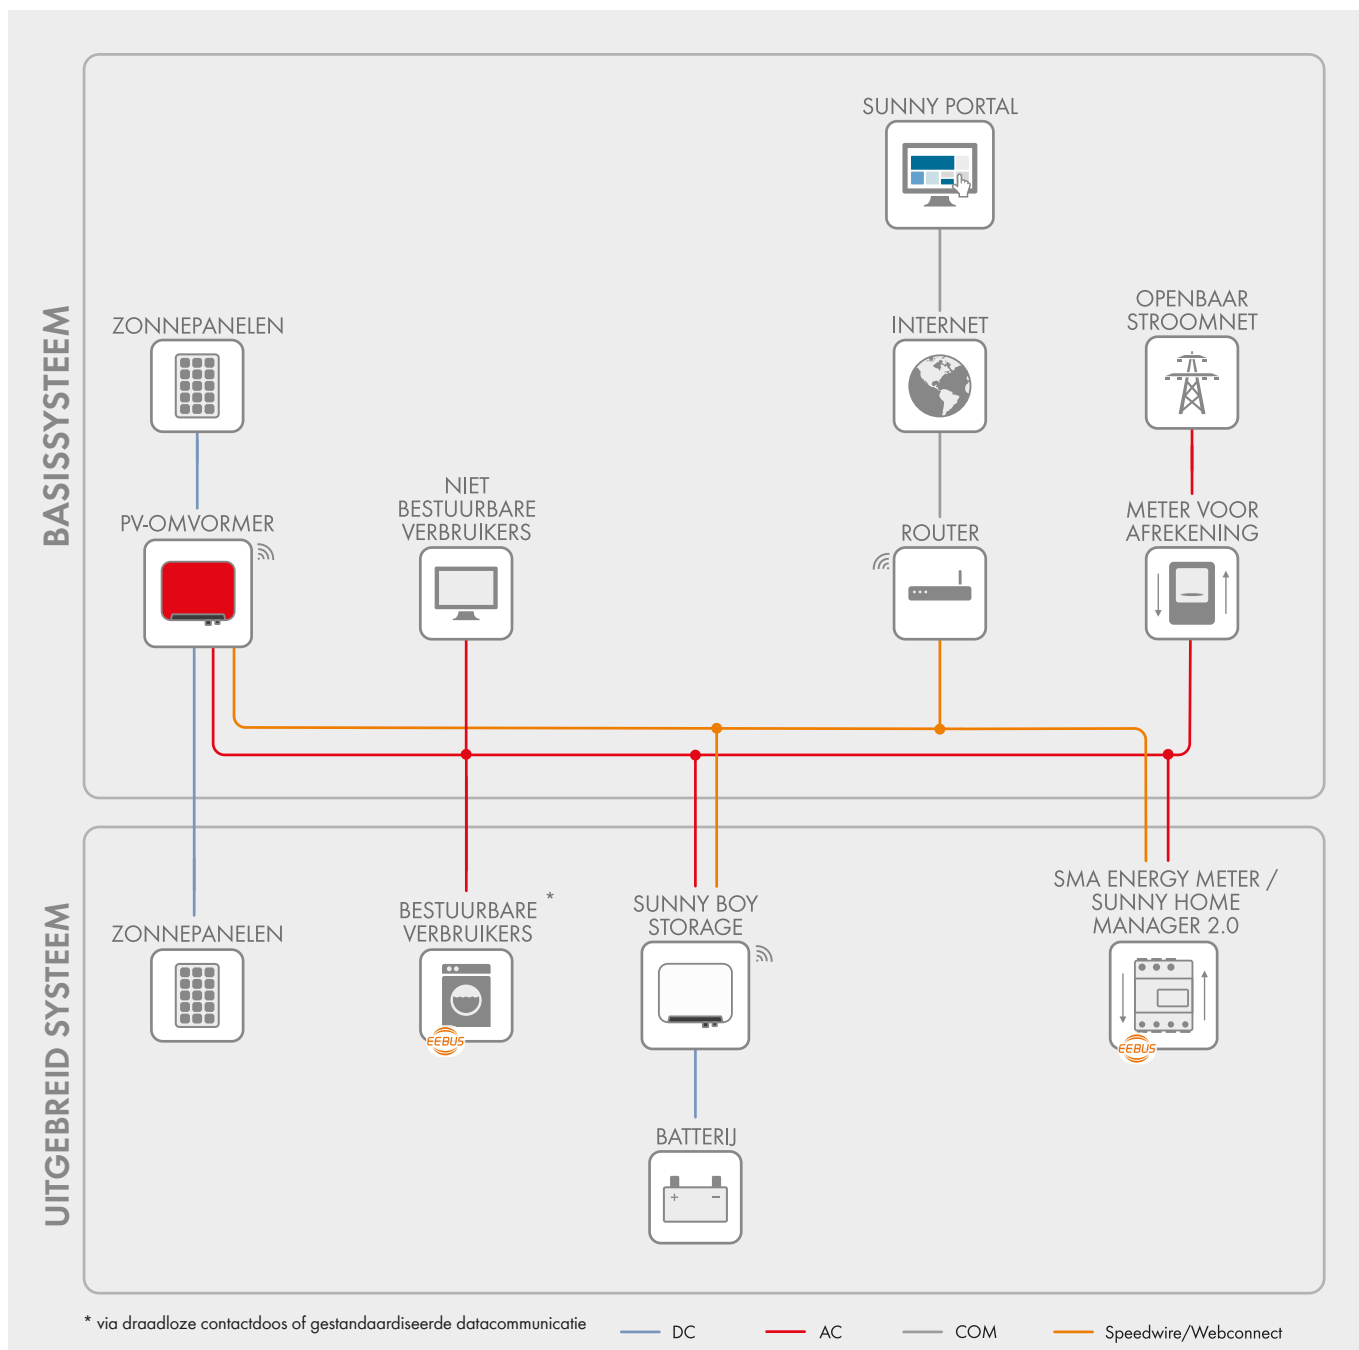 BASISSYSTEEM
SUNNY PORTAL
ZONNEPANELEN
INTERNET
OPENBAAR
STROOMNET
PV-OMVORMER
NIET
BESTUURBARE
VERBRUIKERS
ROUTER
METER VOOR
AFREKENING
UITGEBREID SYSTEEM
ZONNEPANELEN
BESTUURBARE *
VERBRUIKERS
EEBUS
SUNNY BOY
STORAGE
SMA ENERGY METER /
SUNNY HOME
MANAGER 2.0
EEBUS
BATTERIJ
+ −
* via draadloze contactdoos of gestandaardiseerde datacommunicatie
DC
AC
COM
Speedwire/Webconnect